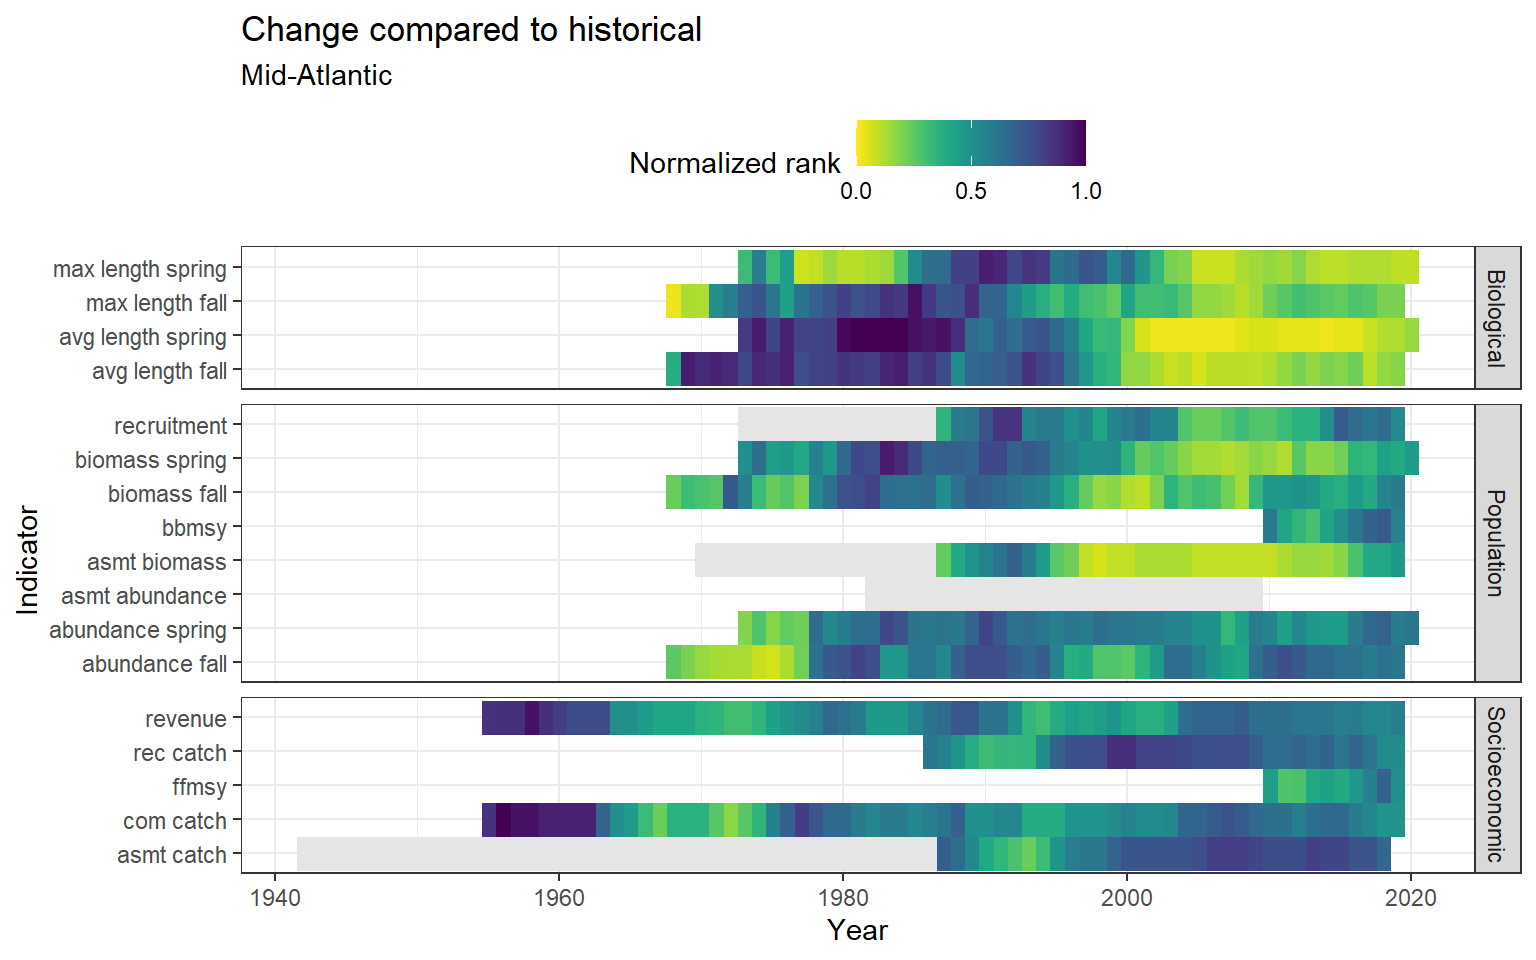 Change compared to historical
Mid-Atlantic
Normalized rank
0.0 0.5 1.0
max length spring
max length fall
avg length spring
avg length fall
Biological
recruitment
biomass spring
biomass fall
bbmsy
asmt biomass
asmt abundance
abundance spring
abundance fall
Population
revenue
rec catch
ffmsy
com catch
asmt catch
Socioeconomic
Indicator
1940 1960 1980 2000 2020
Year